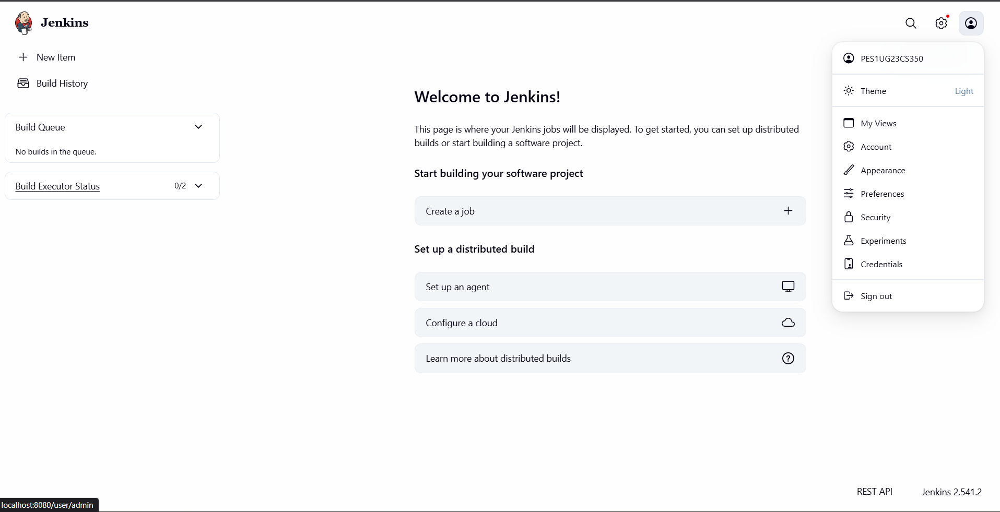 Jenkins
New Item
Build History
Build Queue
No builds in the queue.
Build Executor Status 0/2
Welcome to Jenkins!
This page is where your Jenkins jobs will be displayed. To get started, you can set up distributed
builds or start building a software project.
Start building your software project
Create a job
Set up a distributed build
Set up an agent
Configure a cloud
Learn more about distributed builds
PES1UG23CS350
Theme Light
My Views
Account
Appearance
Preferences
Security
Experiments
Credentials
Sign out
REST API Jenkins 2.541.2
localhost:8080/user/admin